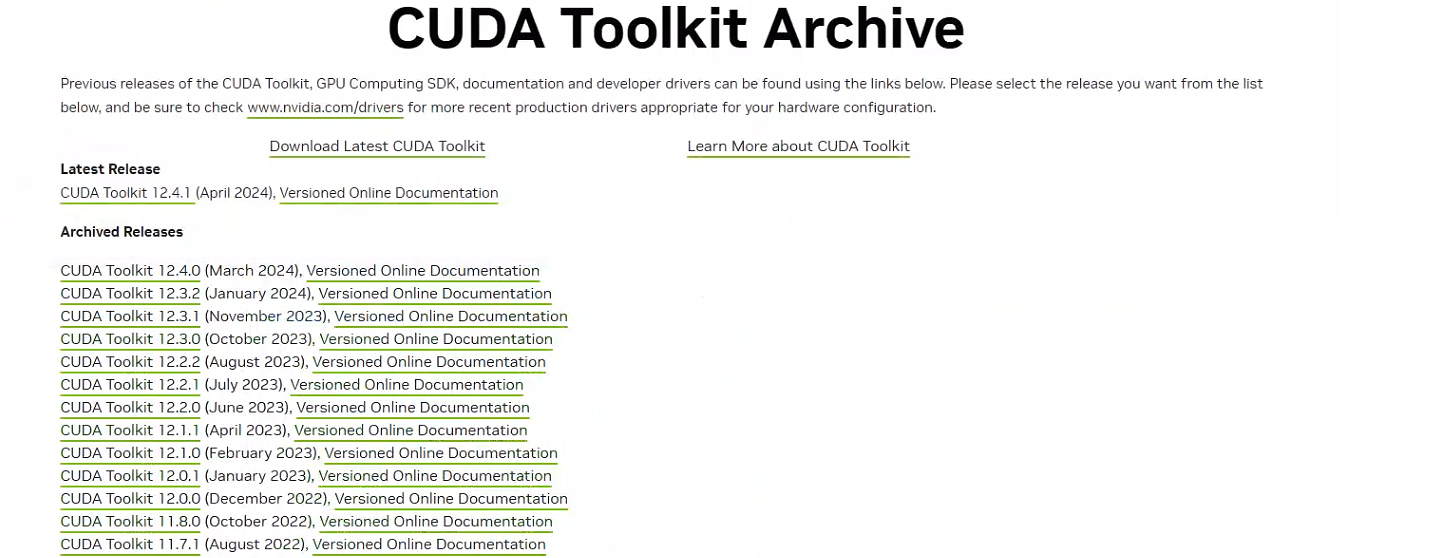 CUDA Toolkit Archive
Previous releases of the CUDA Toolkit, GPU Computing SDK, documentation and developer drivers can be found using the links below. Please select the release you want from the list
below, and be sure to check www.nvidia.com/drivers for more recent production drivers appropriate for your hardware configuration.
Download Latest CUDA Toolkit Learn More about CUDA Toolkit
Latest Release
CUDA Toolkit 12.4.1 (April 2024), Versioned Online Documentation
Archived Releases
CUDA Toolkit 12.4.0 (March 2024), Versioned Online Documentation
CUDA Toolkit 12.3.2 (January 2024), Versioned Online Documentation
CUDA Toolkit 12.3.1 (November 2023), Versioned Online Documentation
CUDA Toolkit 12.3.0 (October 2023), Versioned Online Documentation
CUDA Toolkit 12.2.2 (August 2023), Versioned Online Documentation
CUDA Toolkit 12.2.1 (July 2023), Versioned Online Documentation
CUDA Toolkit 12.2.0 (June 2023), Versioned Online Documentation
CUDA Toolkit 12.1.1 (April 2023), Versioned Online Documentation
CUDA Toolkit 12.1.0 (February 2023), Versioned Online Documentation
CUDA Toolkit 12.0.1 (January 2023), Versioned Online Documentation
CUDA Toolkit 12.0.0 (December 2022), Versioned Online Documentation
CUDA Toolkit 11.8.0 (October 2022), Versioned Online Documentation
CUDA Toolkit 11.7.1 (August 2022), Versioned Online Documentation